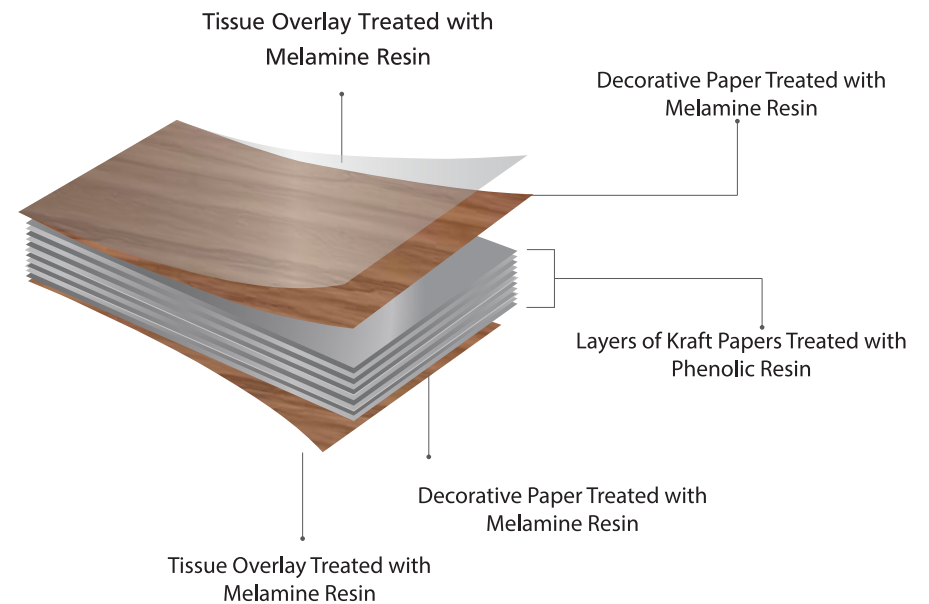 Tissue Overlay Treated with
Melamine Resin
Decorative Paper Treated with
Melamine Resin
Layers of Kraft Papers Treated with
Phenolic Resin
Decorative Paper Treated with
Melamine Resin
Tissue Overlay Treated with
Melamine Resin